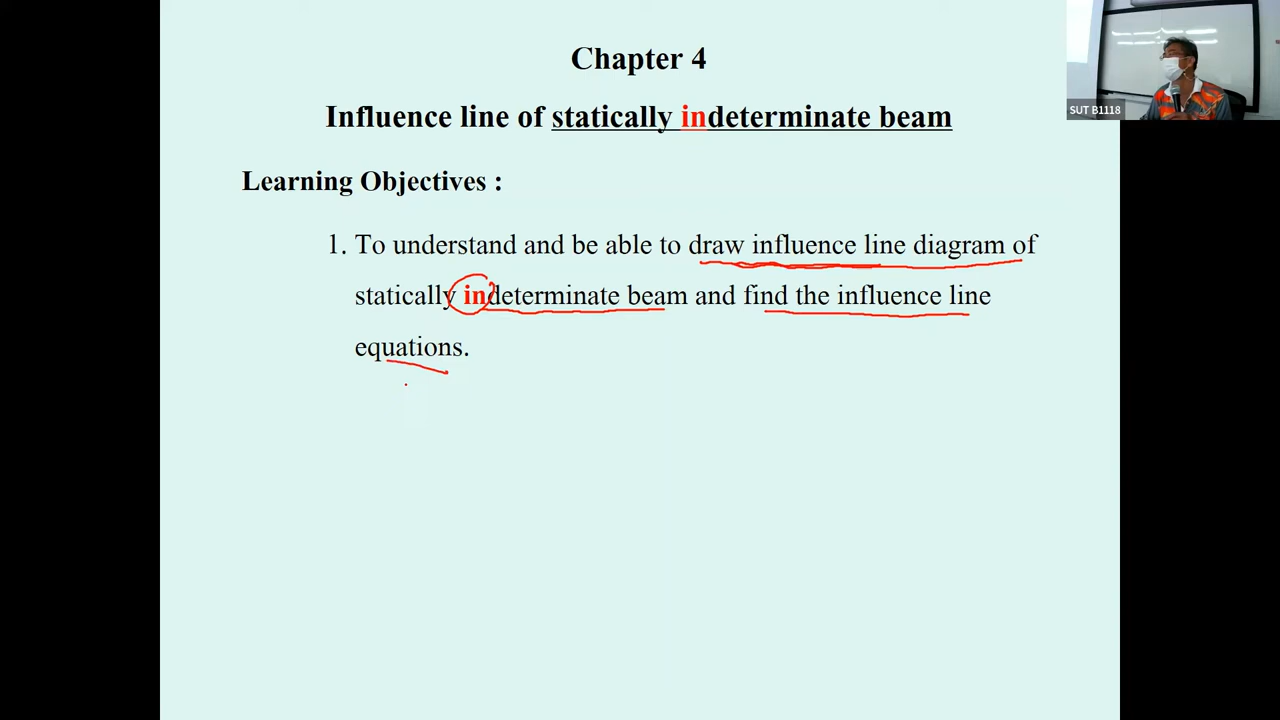 Chapter 4
SUT B1118
Influence line of statically indeterminate beam
Learning Objectives :
1. To understand and be able to draw influence line diagram of
statically indeterminate beam and find the influence line
equations.